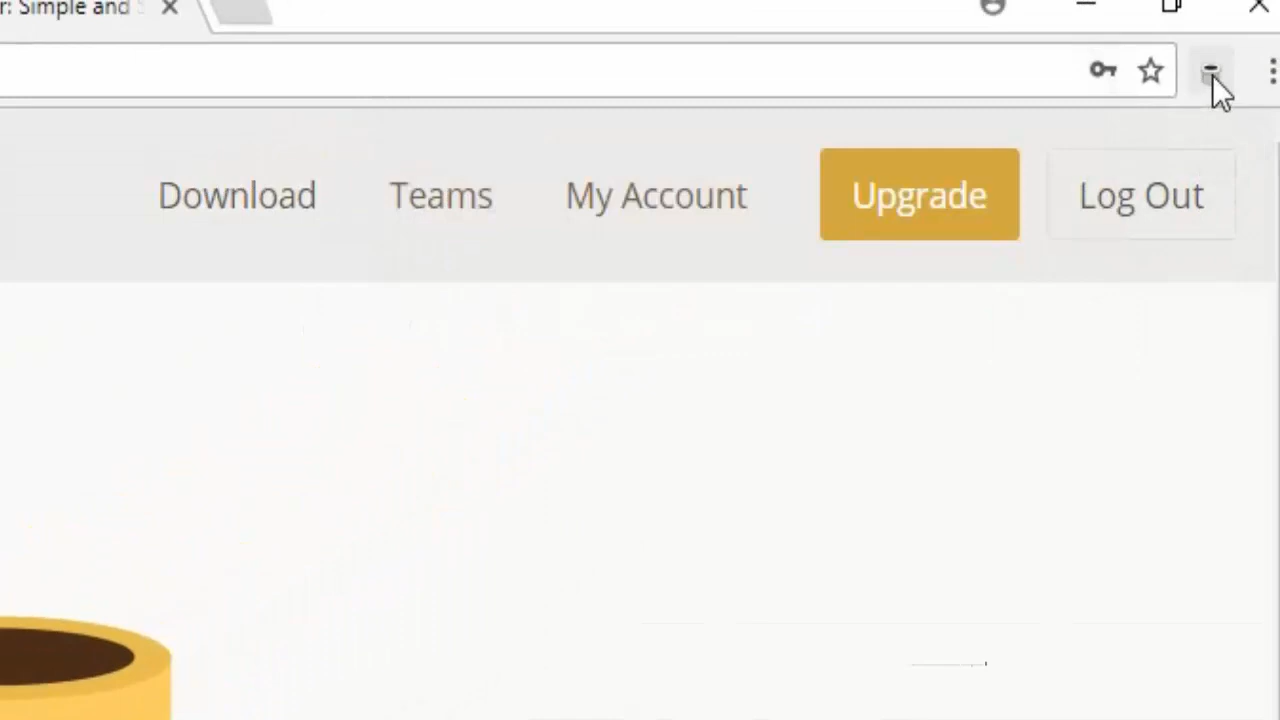 r: Simple and
Download
Teams
My Account
Upgrade
Log Out